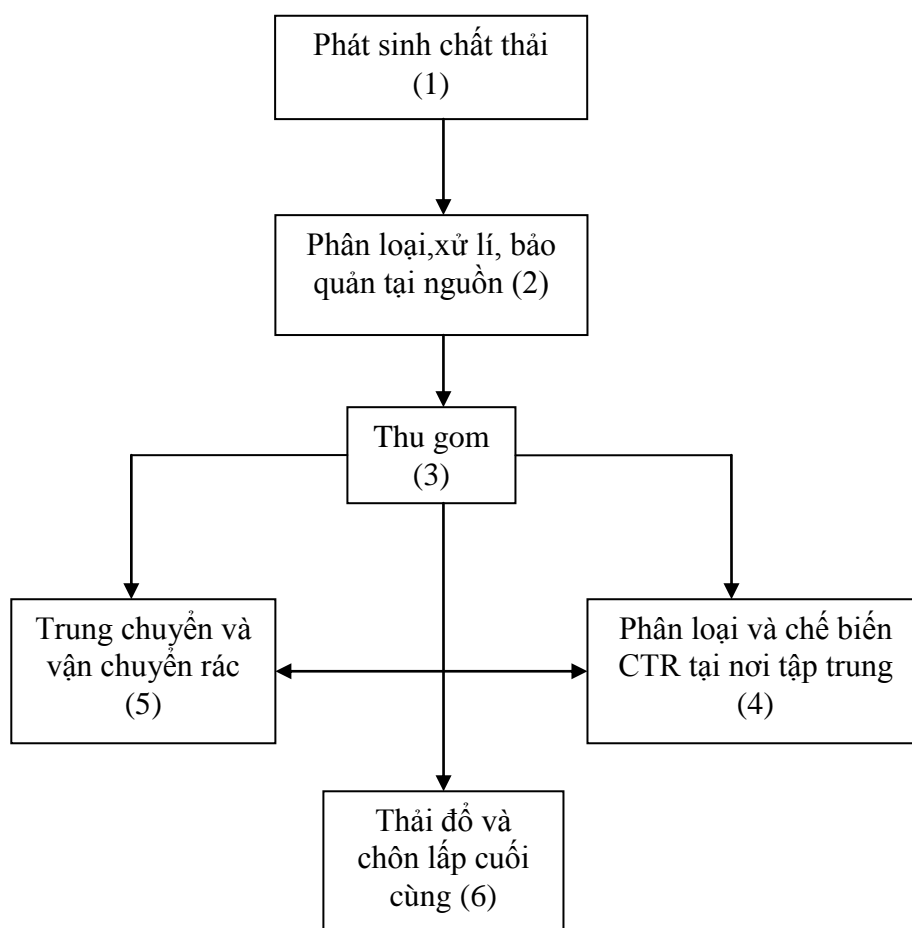 Phát sinh chất thải
(1)
Phân loại,xử lí, bảo
quản tại nguồn (2)
Thu gom
(3)
Trung chuyển và
vận chuyển rác
(5)
Phân loại và chế biến
CTR tại nơi tập trung
(4)
Thải đổ và
chôn lấp cuối
cùng (6)